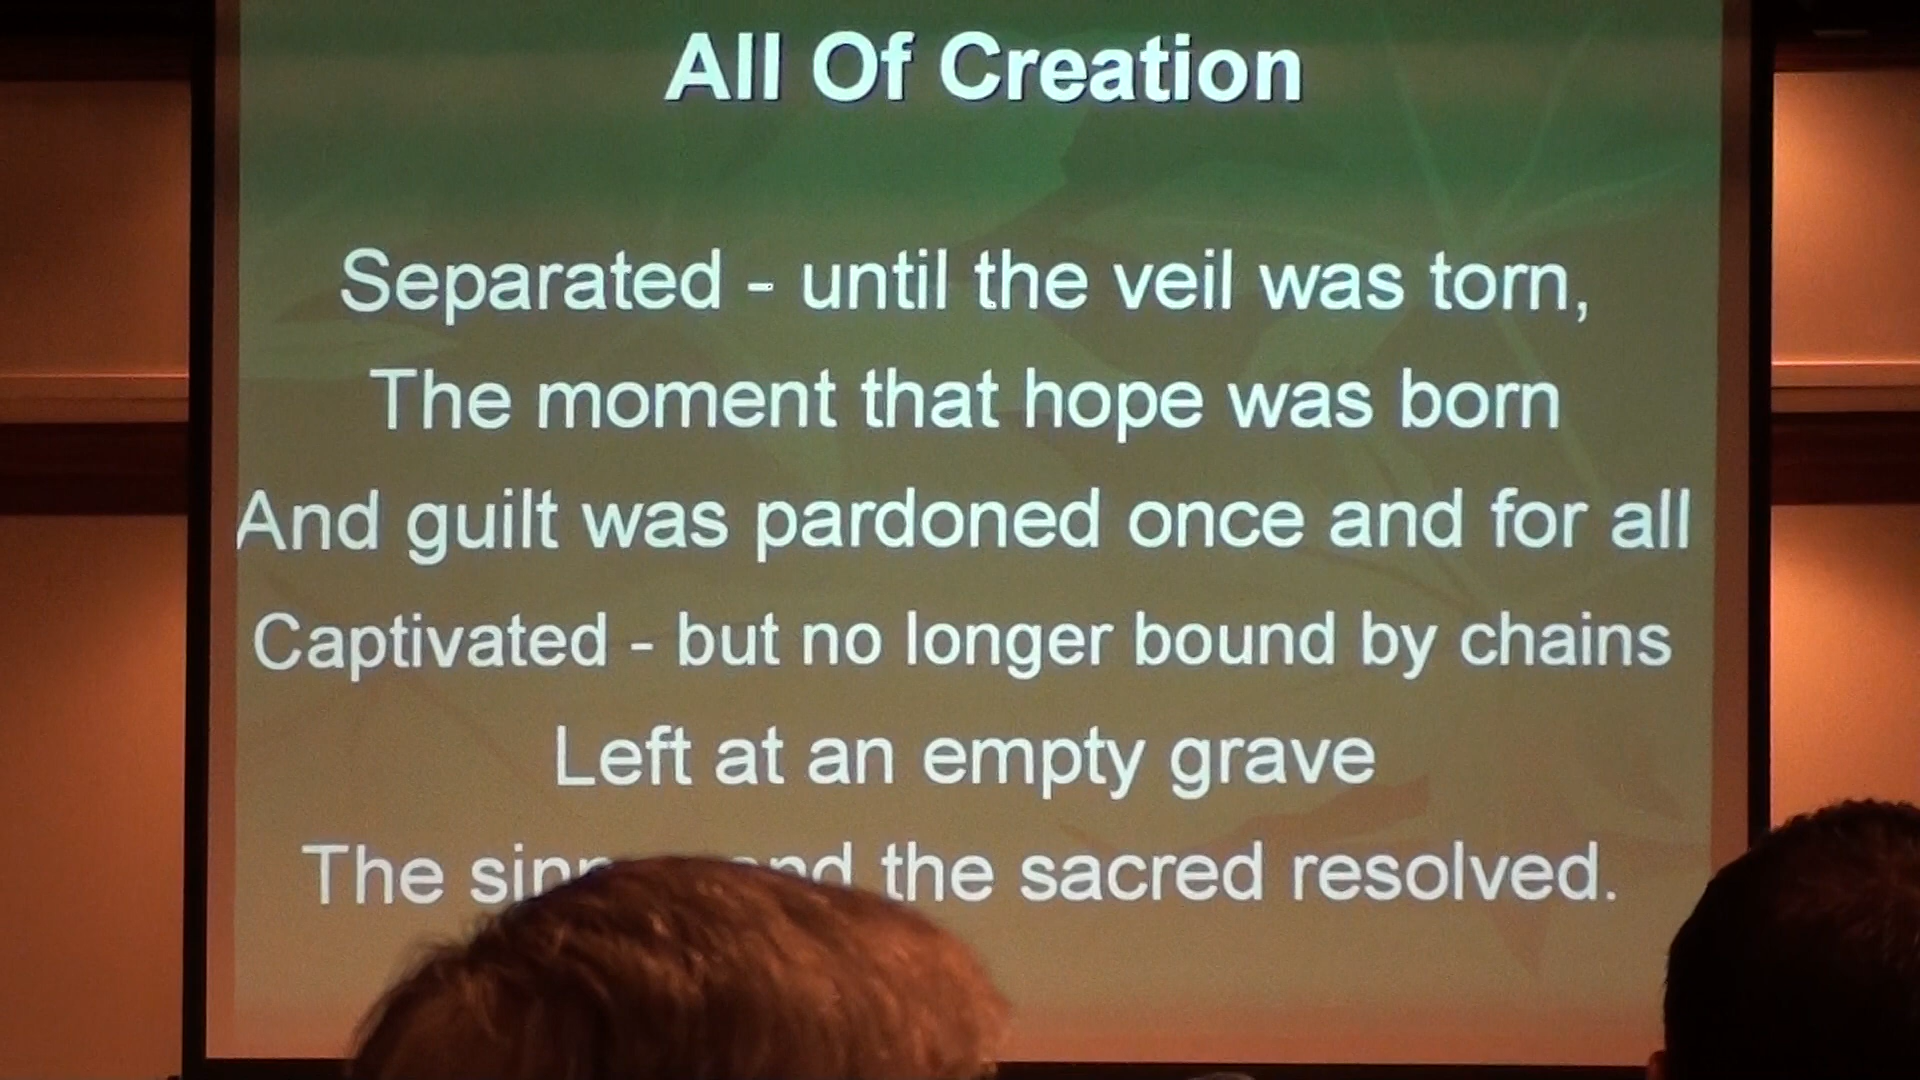 All Of Creation
Separated - until the veil was torn,
The moment that hope was born
And guilt was pardoned once and for all
Captivated - but no longer bound by chains
Left at an empty grave
The the sacred resolved.